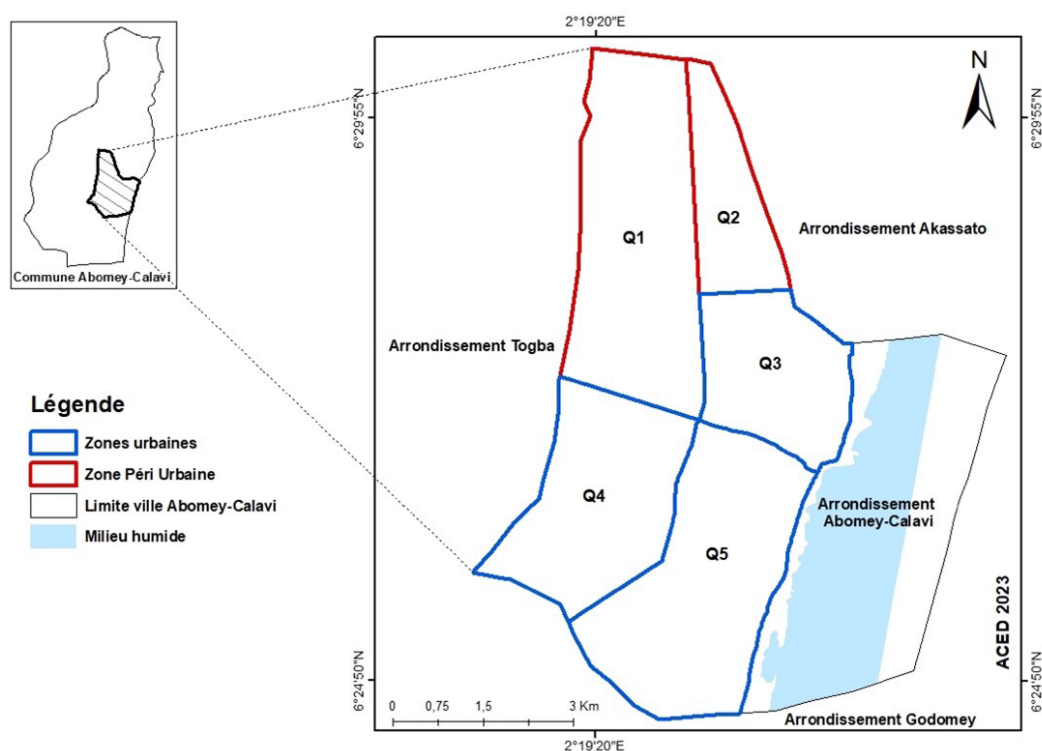 2°19'20"E
N
6°29'55"N
6°29'55"N
Commune Abomey-Calavi
Q1
Q2
Arrondissement Akassato
Arrondissement Togba
Q3
Légende
Zones urbaines
Zone Péri Urbaine
Limite ville Abomey-Calavi
Milieu humide
Q4
Arrondissement
Abomey-Calavi
Q5
ACED 2023
6°24'50"N
6°24'50"N
0 0,75 1,5 3 Km
Arrondissement Godomey
2°19'20"E